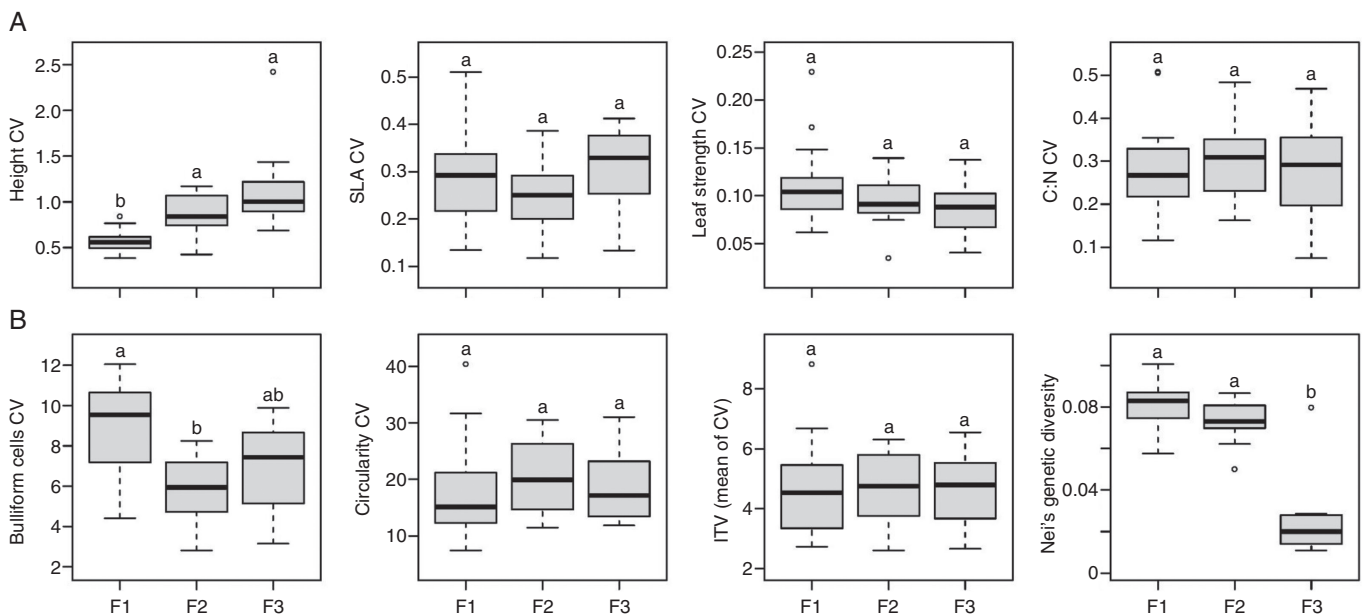 A
Height CV
2.5
2.0
1.5
1.0
0.5
b
a
a
SLA CV
0.5
0.4
0.3
0.2
0.1
a
a
a
Leaf strength CV
0.25
0.20
0.15
0.10
0.05
a
a
a
C:N CV
0.5
0.4
0.3
0.2
0.1
a
a
a
B
Bulliform cells CV
12
10
8
6
4
2
a
b
ab
F1 F2 F3
Circularity CV
40
30
20
10
a
a
a
F1 F2 F3
ITV (mean of CV)
8
6
4
2
a
a
a
F1 F2 F3
Nei's genetic diversity
0.08
0.04
0
a
a
b
F1 F2 F3